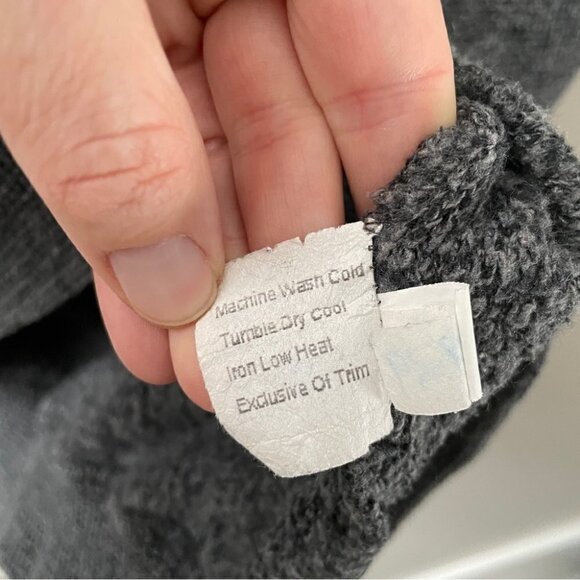 Machine Wash Cold
Tumble Dry Cool
Iron Low Heat
Exclusive Of Trim